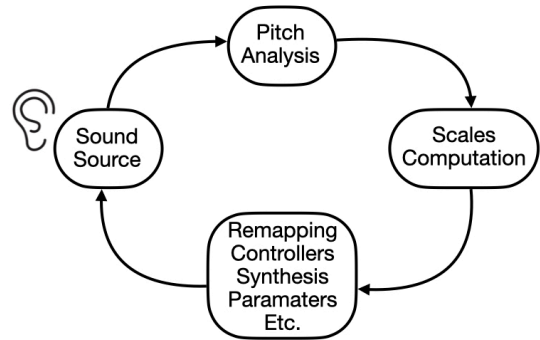 Pitch
Analysis
Sound
Source
Scales
Computation
Remapping
Controllers
Synthesis
Paramaters
Etc.